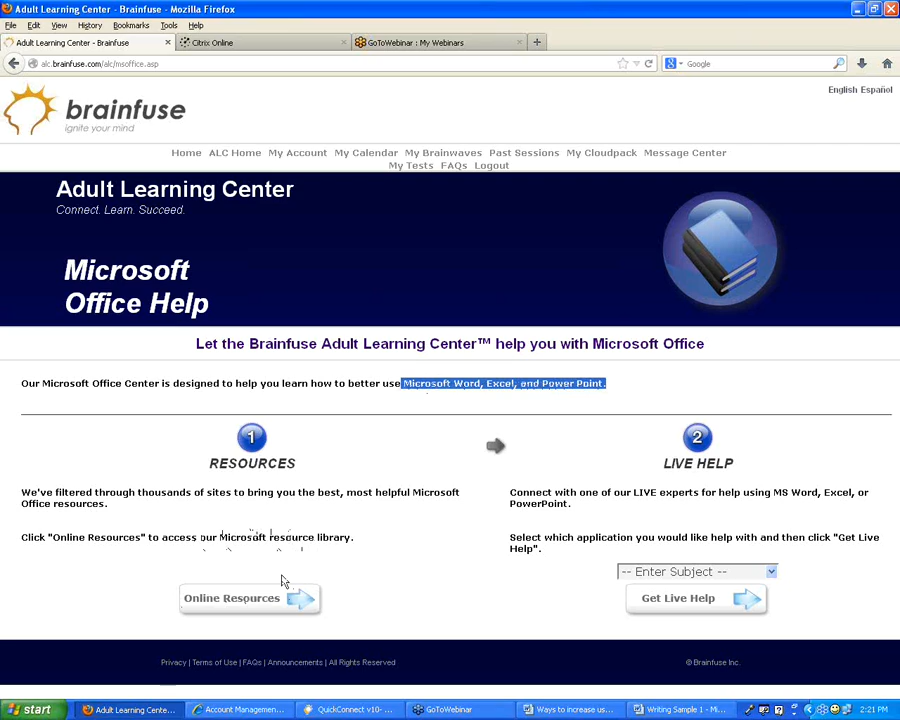 Adult Learning Center - Brainfuse - Mozilla Firefox
File Edit View History Bookmarks Tools Help
Adult Learning Center - Brainfuse
Citrix Online
GoToWebinar : My Webinars
alc.brainfuse.com/alc/msoffice.asp
Google
English Español
brainfuse
ignite your mind
Home ALC Home My Account My Calendar My Brainwaves Past Sessions My Cloudpack Message Center
My Tests FAQs Logout
Adult Learning Center
Connect. Learn. Succeed.
Microsoft
Office Help
Let the Brainfuse Adult Learning Center™ help you with Microsoft Office
Our Microsoft Office Center is designed to help you learn how to better use Microsoft Word, Excel, and Power Point.
1
RESOURCES
We've filtered through thousands of sites to bring you the best, most helpful Microsoft
Office resources.
Click "Online Resources" to access our Microsoft resource library.
Online Resources
2
LIVE HELP
Connect with one of our LIVE experts for help using MS Word, Excel, or
PowerPoint.
Select which application you would like help with and then click "Get Live
Help".
-- Enter Subject --
Get Live Help
Privacy | Terms of Use | FAQs | Announcements | All Rights Reserved
© Brainfuse Inc.
start
Adult Learning Cente...
Account Managemen...
QuickConnect v10- ...
GoToWebinar
Ways to increase us...
Writing Sample 1 - Mi...
2:21 PM